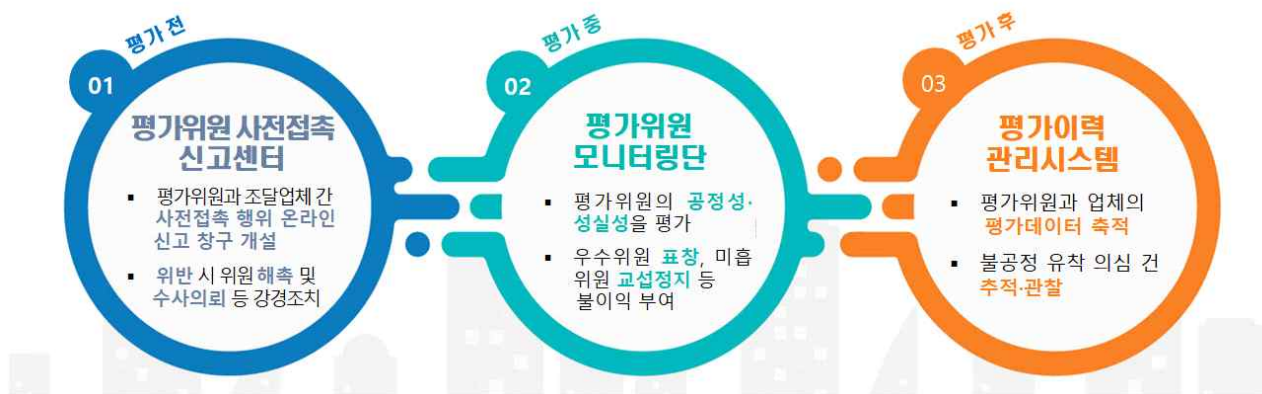 평가 전
01
평가위원 사전접촉
신고센터
▪ 평가위원과 조달업체 간
사전접촉 행위 온라인
신고 창구 개설
▪ 위반 시 위원 해촉 및
수사의뢰 등 강경조치
평가 중
02
평가위원
모니터링단
▪ 평가위원의 공정성·
성실성을 평가
▪ 우수위원 표창, 미흡
위원 교섭정지 등
불이익 부여
평가 후
03
평가이력
관리시스템
▪ 평가위원과 업체의
평가데이터 축적
▪ 불공정 유착 의심 건
추적·관찰